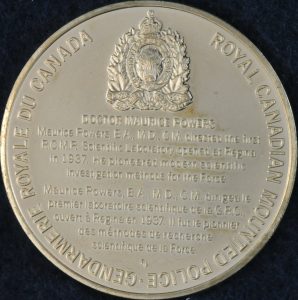 GENDARMERIE ROYALE DU CANADA
ROYAL CANADIAN MOUNTED POLICE
DOCTOR MAURICE POWERS
Maurice Powers, B.A., M.D., C.M. directed the first
R.C.M.P. Scientific Laboratory opened at Regina
in 1937. He pioneered modern scientific
investigation methods for the Force.
Maurice Powers, B.A., M.D., C.M. dirigea le
premier laboratoire scientifique de la G.R.C.
ouvert à Regina en 1937. Il fut le pionnier
des méthodes de recherche
scientifique de la Force.